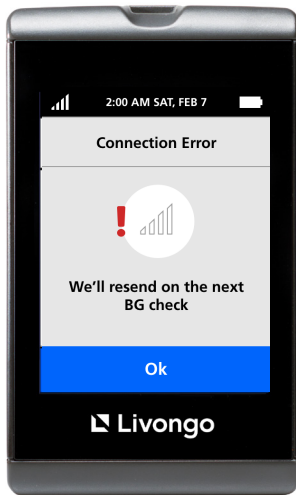 2:00 AM SAT, FEB 7
Connection Error
!
We'll resend on the next
BG check
Ok
Livongo